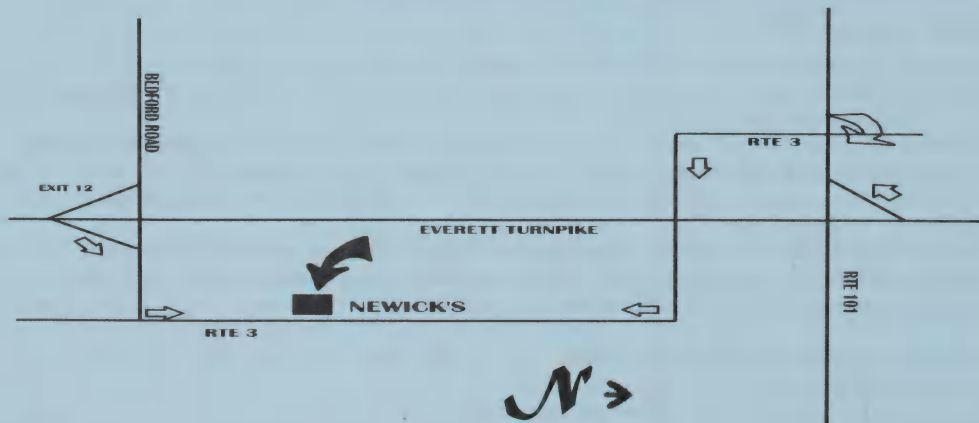 BEDFORD ROAD
RTE 3
EXIT 12
EVERETT TURNPIKE
RTE 101
NEWICK'S
RTE 3
N